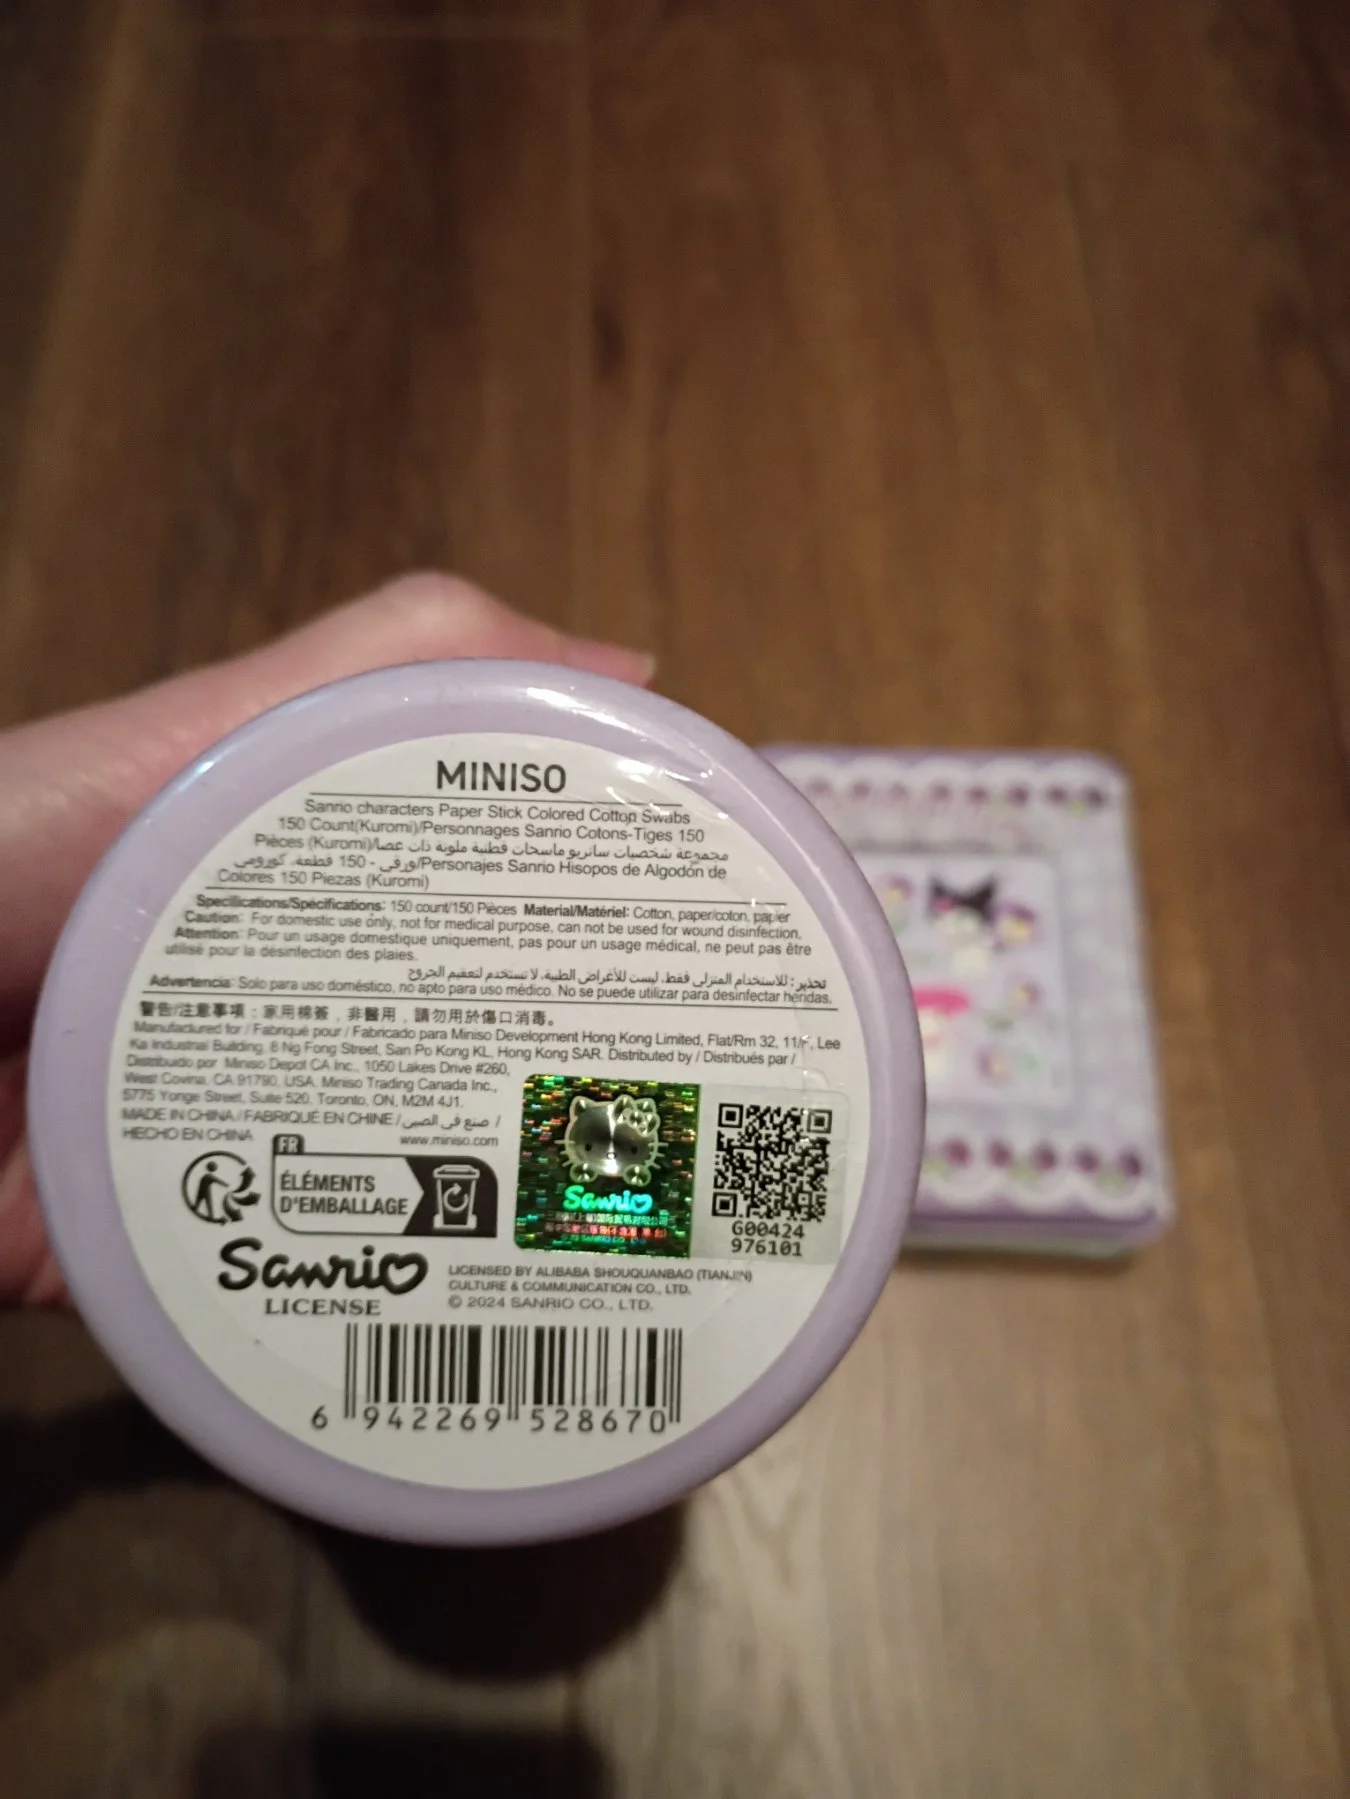 MINISO
Sanrio characters Paper Stick Colored Cotton Swabs
150 Count(Kuromi)/Personnages Sanrio Cotons-Tiges 150
Pièces (Kuromi)/مجموعة شخصيات سانريو ماسحات قطنية ملونة ذات عصا
ورقي - 150 قطعة، كورومي/Personajes Sanrio Hisopos de Algodón de
Colores 150 Piezas (Kuromi)
Specifications/Spécifications: 150 count/150 Pièces Material/Matériel: Cotton, paper/coton, papier
Caution: For domestic use only, not for medical purpose, can not be used for wound disinfection.
Attention: Pour un usage domestique uniquement, pas pour un usage médical, ne peut pas être
utilisé pour la désinfection des plaies.
تحذير: للاستخدام المنزلي فقط، ليست للأغراض الطبية، لا تستخدم لتعقيم الجروح
Advertencia: Solo para uso doméstico, no apto para uso médico. No se puede utilizar para desinfectar heridas.
警告/注意事項：家用棉簽，非醫用，請勿用於傷口消毒。
Manufactured for / Fabriqué pour / Fabricado para Miniso Development Hong Kong Limited, Flat/Rm 32, 11/F, Lee
Ka Industrial Building, 8 Ng Fong Street, San Po Kong KL, Hong Kong SAR. Distributed by / Distribués par /
Distribuido por Miniso Depot CA Inc., 1050 Lakes Drive #260,
West Covina, CA 91790, USA. Miniso Trading Canada Inc.,
5775 Yonge Street, Suite 520, Toronto, ON, M2M 4J1.
MADE IN CHINA / FABRIQUÉ EN CHINE / صنع في الصين /
HECHO EN CHINA
www.miniso.com
FR
ÉLÉMENTS
D'EMBALLAGE
Sanrio
G00424
976101
Sanrio
LICENSE
LICENSED BY ALIBABA SHOUQUANBAO (TIANJIN)
CULTURE & COMMUNICATION CO., LTD.
© 2024 SANRIO CO., LTD.
6 942269 528670